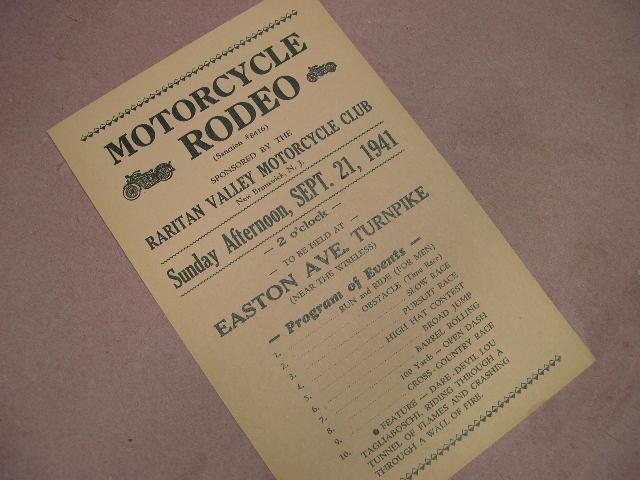 MOTORCYCLE
RODEO
(Sanction #8416)
SPONSORED BY THE
RARITAN VALLEY MOTORCYCLE CLUB
New Brunswick, N. J.
Sunday Afternoon, SEPT. 21, 1941
— 2 o'clock —
— TO BE HELD AT —
EASTON AVE. TURNPIKE
(NEAR THE WIRELESS)
— Program of Events —
1. RUN and RIDE (FOR MEN)
2. OBSTACLE (Time Race)
3. SLOW RACE
4. PURSUIT RACE
5. HIGH HAT CONTEST
6. BROAD JUMP
7. BARREL ROLLING
8. 100 Yards — OPEN DASH
9. CROSS-COUNTRY RACE
10. FEATURE — DARE-DEVIL LOU
TAGLIABOSCHI, RIDING THROUGH A
TUNNEL OF FLAMES AND CRASHING
THROUGH A WALL OF FIRE.